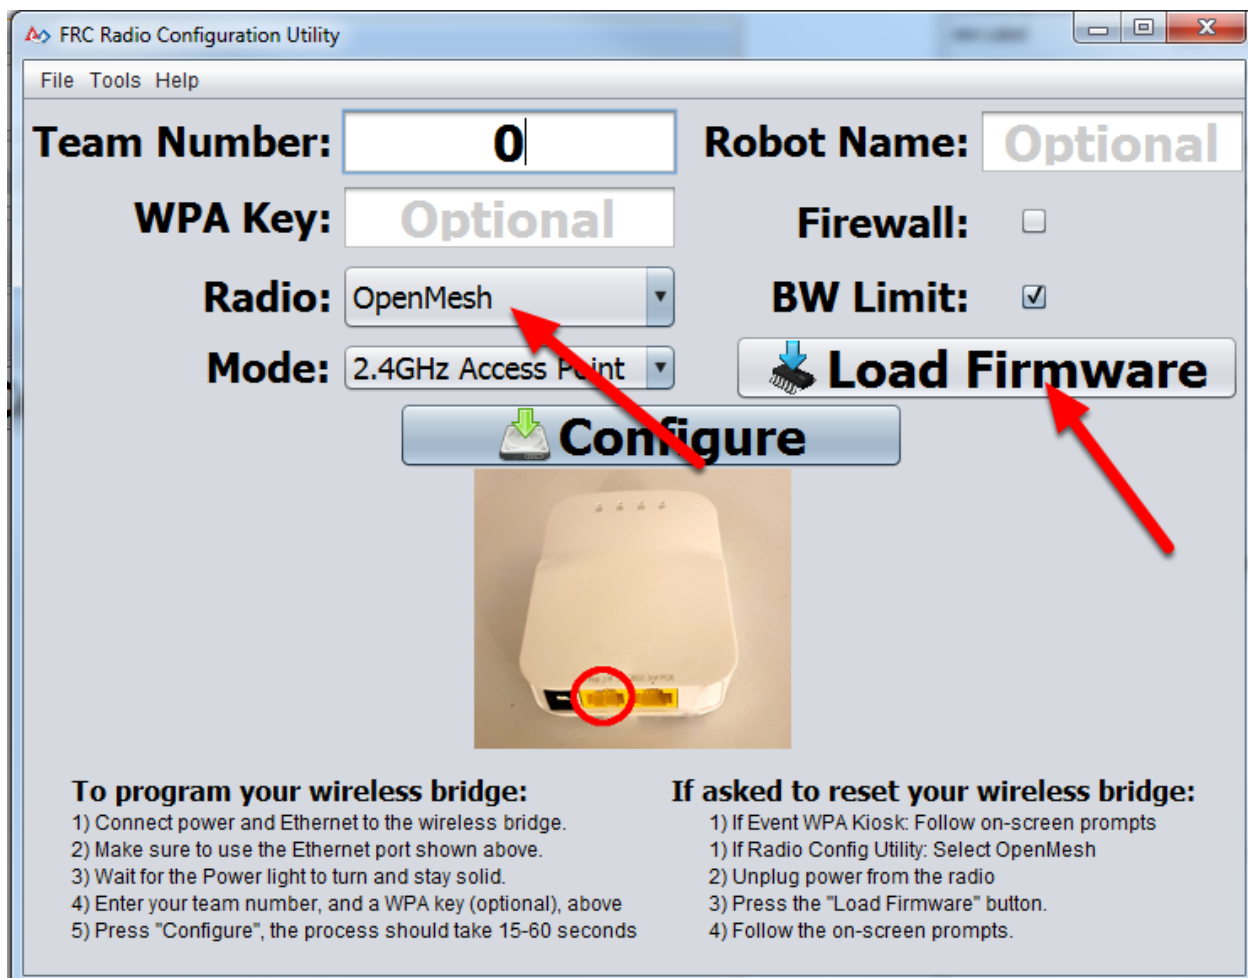 FRC Radio Configuration Utility
File Tools Help
Team Number: 0
Robot Name: Optional
WPA Key: Optional
Firewall:
Radio: OpenMesh
BW Limit:
Mode: 2.4GHz Access Point
Load Firmware
Configure
To program your wireless bridge:
1) Connect power and Ethernet to the wireless bridge.
2) Make sure to use the Ethernet port shown above.
3) Wait for the Power light to turn and stay solid.
4) Enter your team number, and a WPA key (optional), above
5) Press "Configure", the process should take 15-60 seconds
If asked to reset your wireless bridge:
1) If Event WPA Kiosk: Follow on-screen prompts
1) If Radio Config Utility: Select OpenMesh
2) Unplug power from the radio
3) Press the "Load Firmware" button.
4) Follow the on-screen prompts.